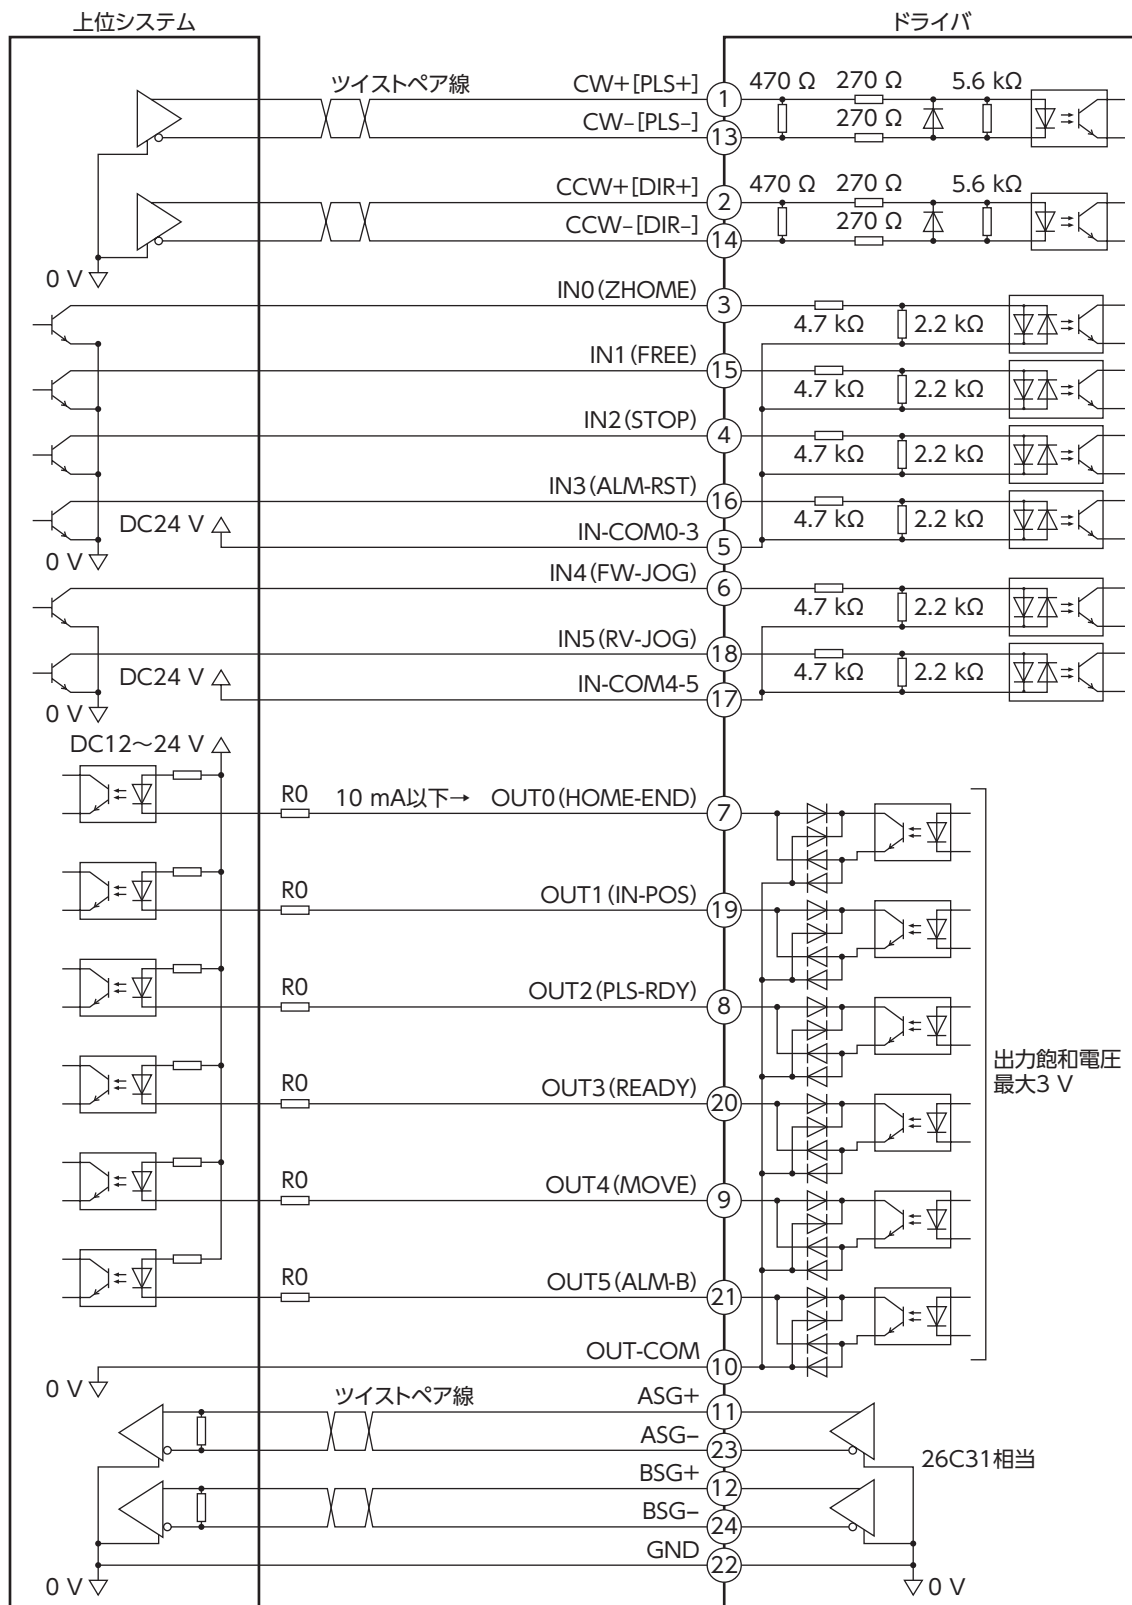 上位システム
ドライバ
ツイストペア線
CW+[PLS+]
1
470 Ω
270 Ω
5.6 kΩ
CW−[PLS−]
13
270 Ω
CCW+[DIR+]
2
470 Ω
270 Ω
5.6 kΩ
CCW−[DIR−]
14
270 Ω
0 V
IN0(ZHOME)
3
4.7 kΩ
2.2 kΩ
IN1(FREE)
15
4.7 kΩ
2.2 kΩ
IN2(STOP)
4
4.7 kΩ
2.2 kΩ
IN3(ALM-RST)
16
4.7 kΩ
2.2 kΩ
DC24 V
IN-COM0-3
5
0 V
IN4(FW-JOG)
6
4.7 kΩ
2.2 kΩ
IN5(RV-JOG)
18
4.7 kΩ
2.2 kΩ
DC24 V
IN-COM4-5
17
0 V
DC12～24 V
R0
10 mA以下→
OUT0(HOME-END)
7
R0
OUT1(IN-POS)
19
R0
OUT2(PLS-RDY)
8
出力飽和電圧
最大3 V
R0
OUT3(READY)
20
R0
OUT4(MOVE)
9
R0
OUT5(ALM-B)
21
OUT-COM
10
0 V
ツイストペア線
ASG+
11
ASG−
23
26C31相当
BSG+
12
BSG−
24
GND
22
0 V
0 V